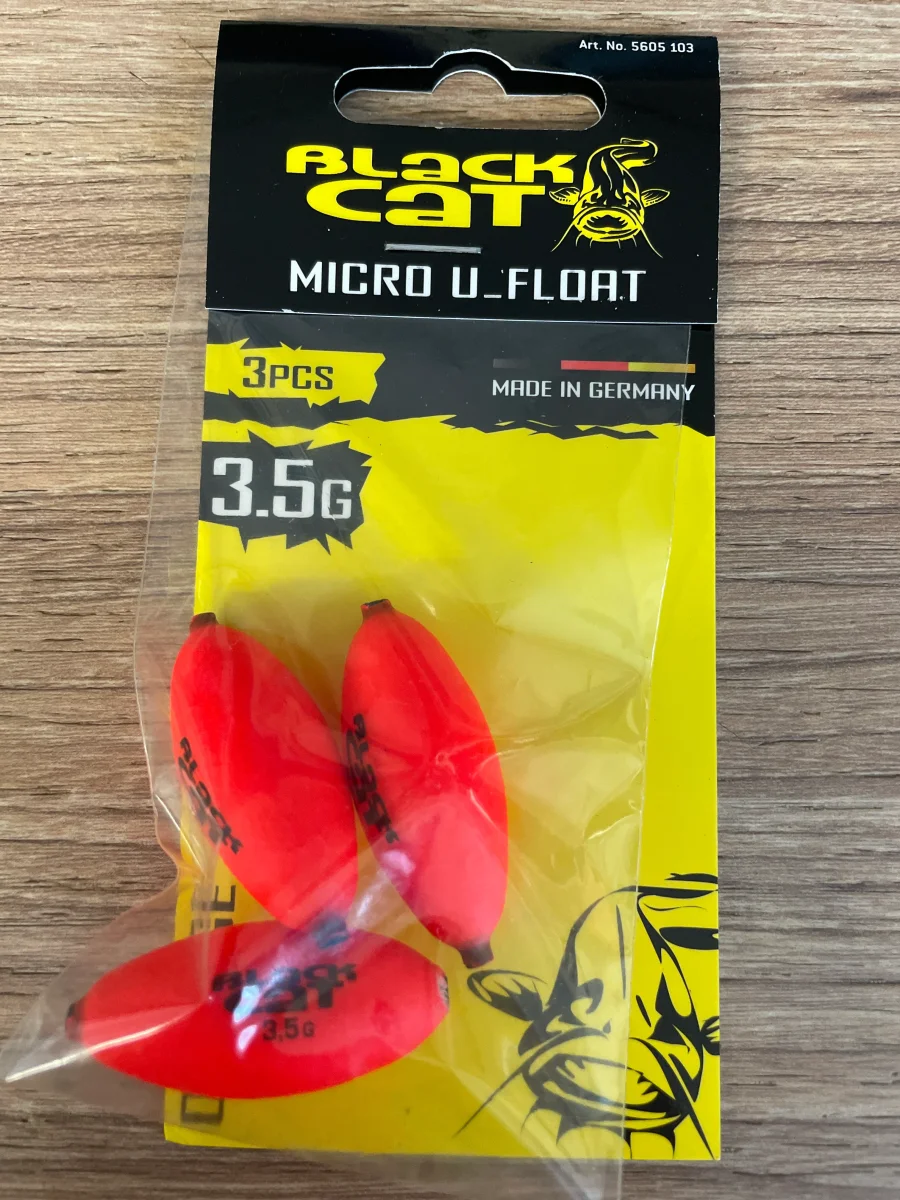 Art. No. 5605 103
BLACK
CAT
MICRO U_FLOAT
3PCS
MADE IN GERMANY
3.5G
BLACK
CAT
BLACK
CAT
BLACK
CAT
3,5G